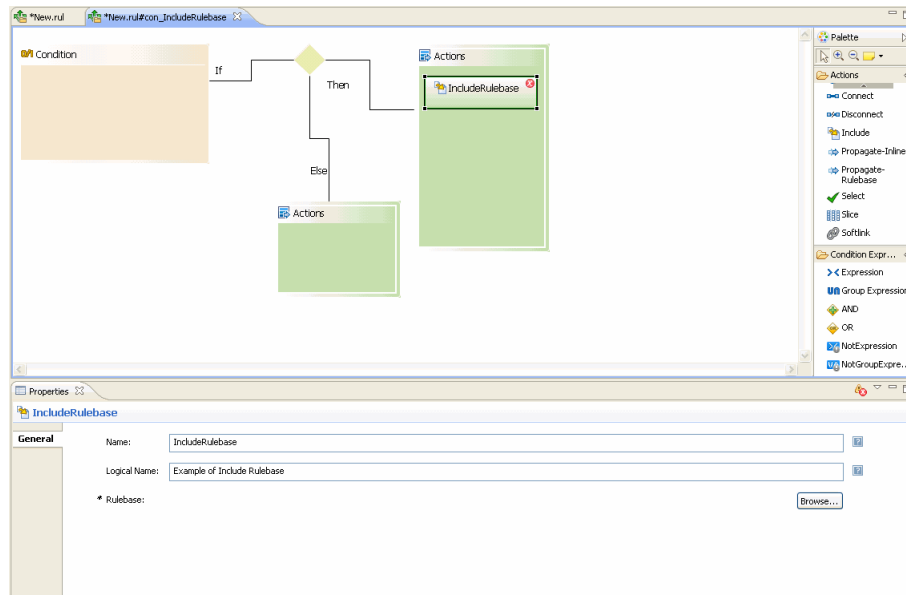 *New.rul
*New.rul#con_IncludeRulebase
Condition
If
Then
Else
Actions
IncludeRulebase
Actions
Palette
Actions
Connect
Disconnect
Include
Propagate-Inline
Propagate-
Rulebase
Select
Slice
Softlink
Condition Expr...
Expression
Group Expression
AND
OR
NotExpression
NotGroupExpre...
Properties
IncludeRulebase
General
Name: IncludeRulebase
Logical Name: Example of Include Rulebase
* Rulebase: Browse...